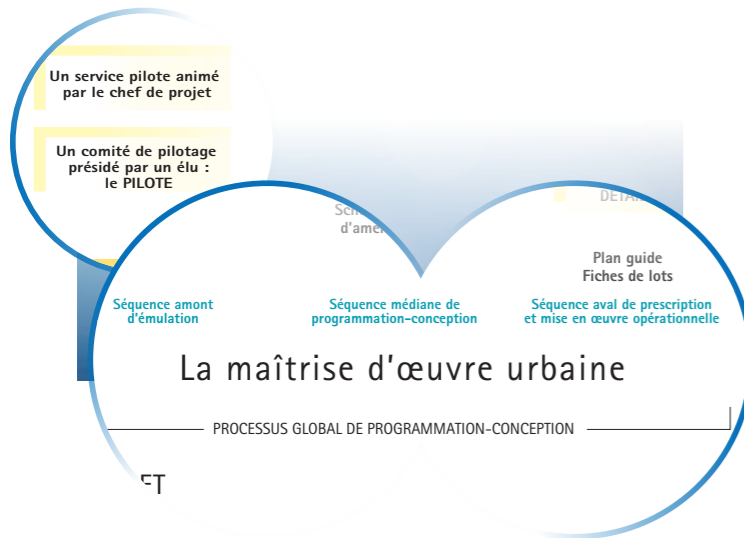 Un service pilote animé
par le chef de projet
Un comité de pilotage
présidé par un élu :
le PILOTE
Plan guide
Fiches de lots
Séquence amont
d'émulation
Séquence médiane de
programmation-conception
Séquence aval de prescription
et mise en œuvre opérationnelle
La maîtrise d'œuvre urbaine
PROCESSUS GLOBAL DE PROGRAMMATION-CONCEPTION